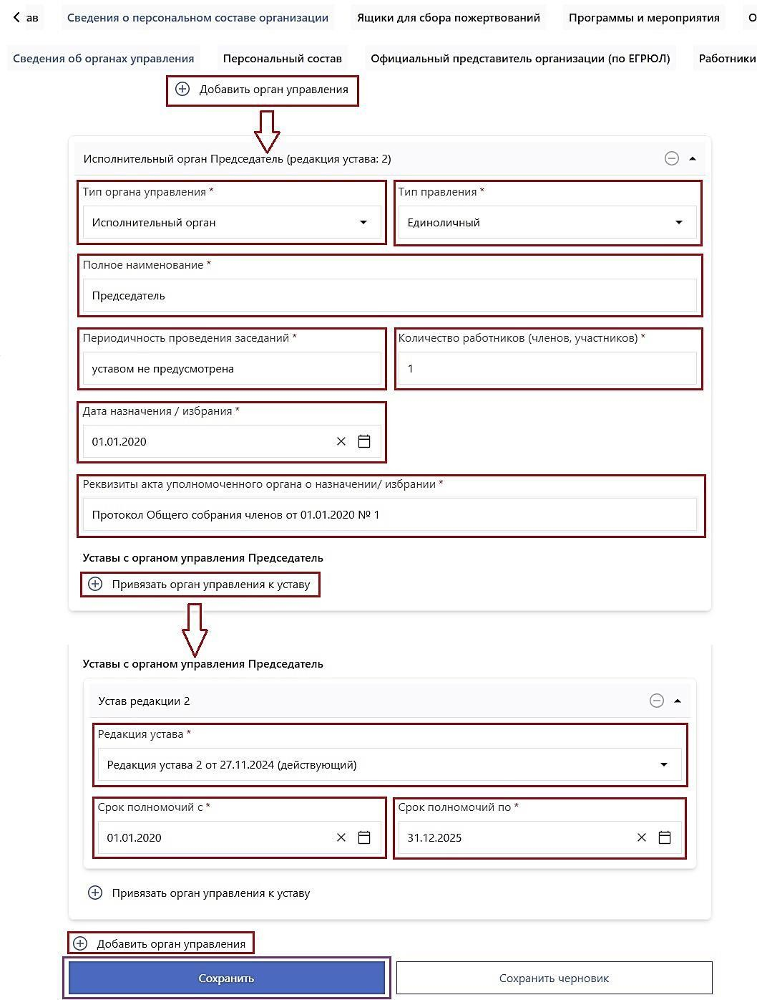 ав Сведения о персональном составе организации Ящики для сбора пожертвований Программы и мероприятия О
Сведения об органах управления Персональный состав Официальный представитель организации (по ЕГРЮЛ) Работники
Добавить орган управления
Исполнительный орган Председатель (редакция устава: 2)
Тип органа управления * Тип правления *
Исполнительный орган Единоличный
Полное наименование *
Председатель
Периодичность проведения заседаний * Количество работников (членов, участников) *
уставом не предусмотрена 1
Дата назначения / избрания *
01.01.2020
Реквизиты акта уполномоченного органа о назначении/ избрании *
Протокол Общего собрания членов от 01.01.2020 № 1
Уставы с органом управления Председатель
Привязать орган управления к уставу
Уставы с органом управления Председатель
Устав редакции 2
Редакция устава *
Редакция устава 2 от 27.11.2024 (действующий)
Срок полномочий с * Срок полномочий по *
01.01.2020 31.12.2025
Привязать орган управления к уставу
Добавить орган управления
Сохранить Сохранить черновик